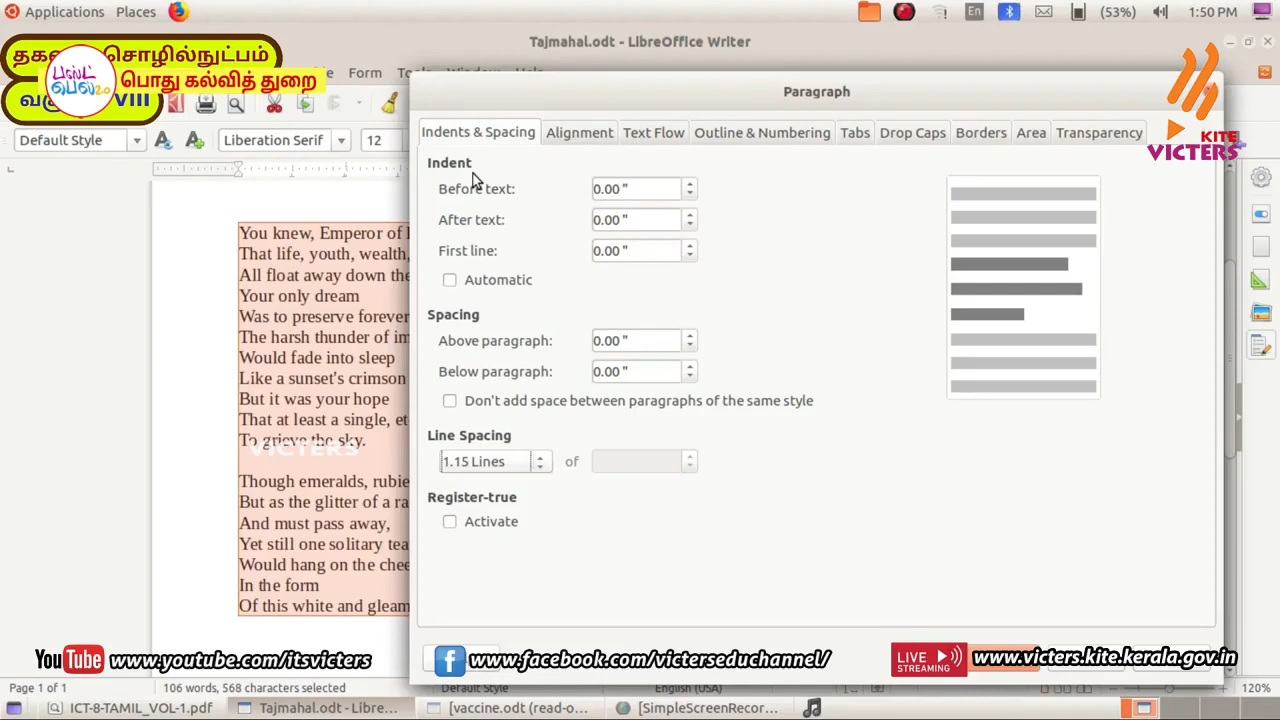 Applications Places En (53%) 1:50 PM
Tajmahal.odt - LibreOffice Writer
பொது கல்வித் துறை
VIII
Form
Paragraph
Default Style
Liberation Serif
12
Indents & Spacing Alignment Text Flow Outline & Numbering Tabs Drop Caps Borders Area Transparency
KITE
VICTERS
Indent
Before text: 0.00 "
After text: 0.00 "
First line: 0.00 "
Automatic
Spacing
Above paragraph: 0.00 "
Below paragraph: 0.00 "
Don't add space between paragraphs of the same style
Line Spacing
1.15 Lines of
Register-true
Activate
You knew, Emperor of
That life, youth, wealth,
All float away down the
Your only dream
Was to preserve forever
The harsh thunder of im
Would fade into sleep
Like a sunset's crimson
But it was your hope
That at least a single, et
To grieve the sky.
VICTERS
Though emeralds, rubie
But as the glitter of a ra
And must pass away,
Yet still one solitary tea
Would hang on the chee
In the form
Of this white and gleam
YouTube www.youtube.com/itsvicters
f www.facebook.com/victerseduchannel/
LIVE STREAMING www.victers.kite.kerala.gov.in
Page 1 of 1 106 words, 568 characters selected Default Style English (USA) 120%
ICT-8-TAMIL_VOL-1.pdf Tajmahal.odt - Libre... [vaccine.odt (read-o... [SimpleScreenRecor...